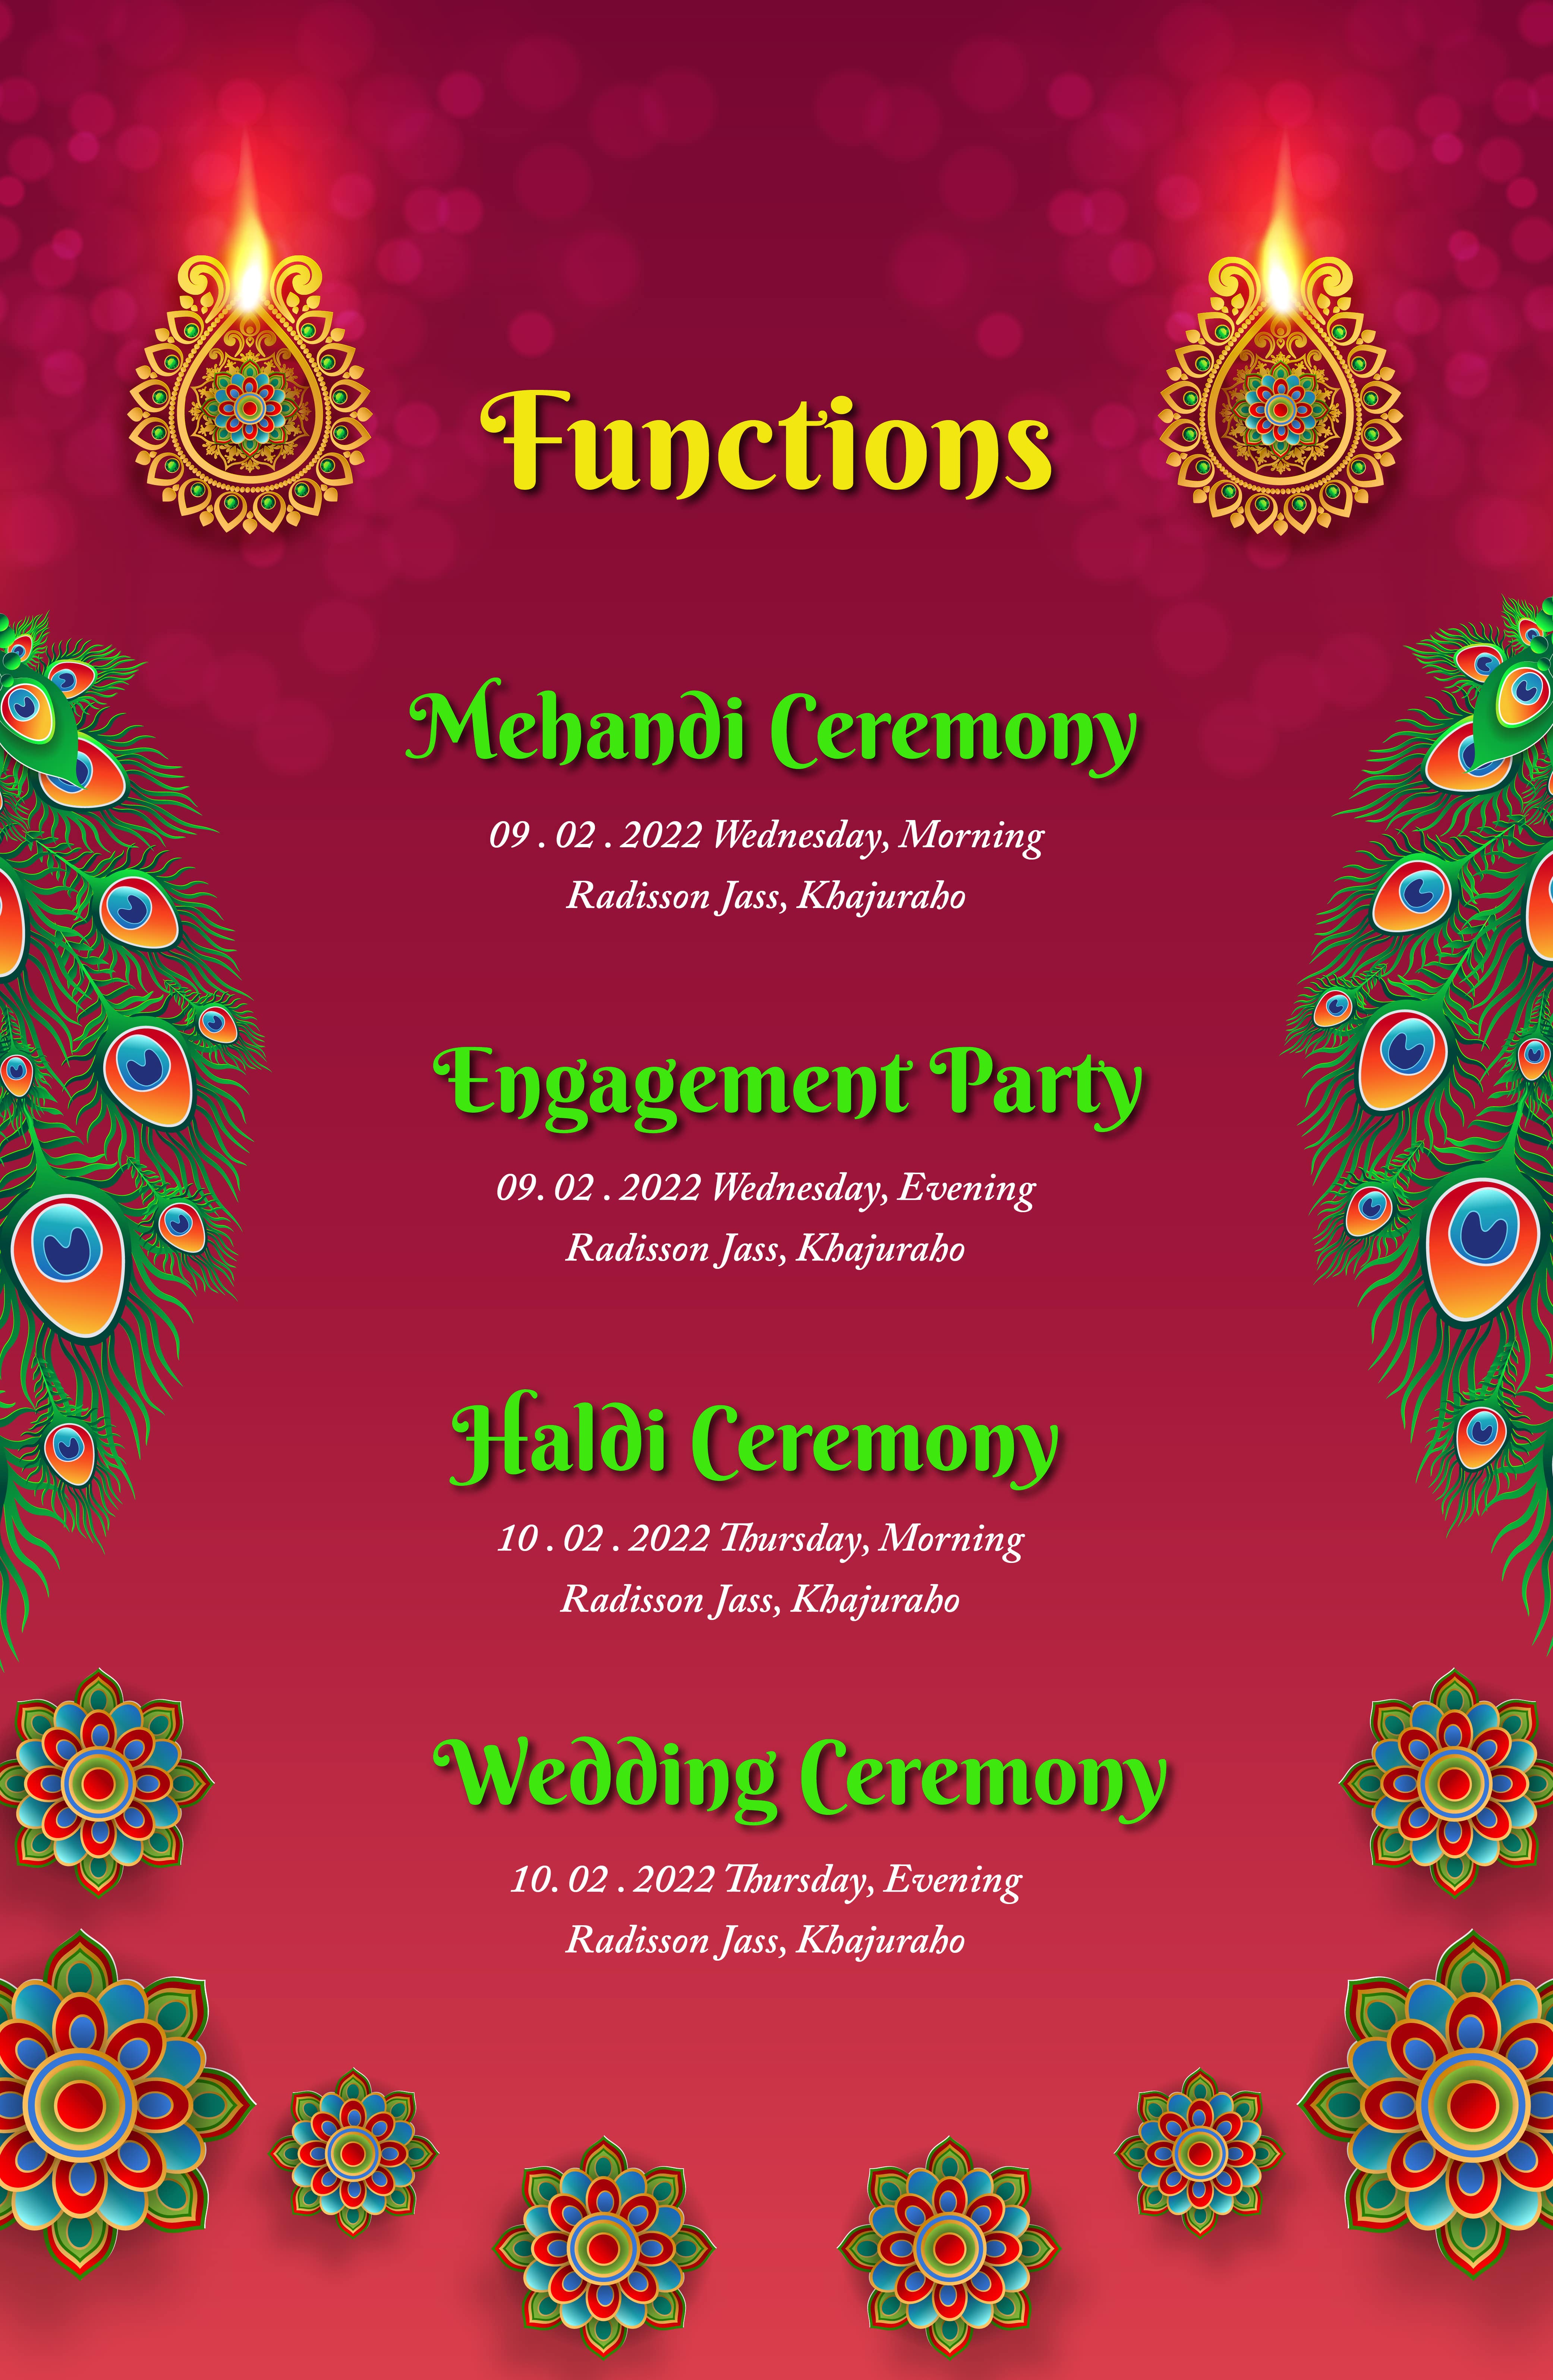 Functions
Mehandi Ceremony
09 . 02 . 2022 Wednesday, Morning
Radisson Jass, Khajuraho
Engagement Party
09. 02 . 2022 Wednesday, Evening
Radisson Jass, Khajuraho
Haldi Ceremony
10 . 02 . 2022 Thursday, Morning
Radisson Jass, Khajuraho
Wedding Ceremony
10. 02 . 2022 Thursday, Evening
Radisson Jass, Khajuraho